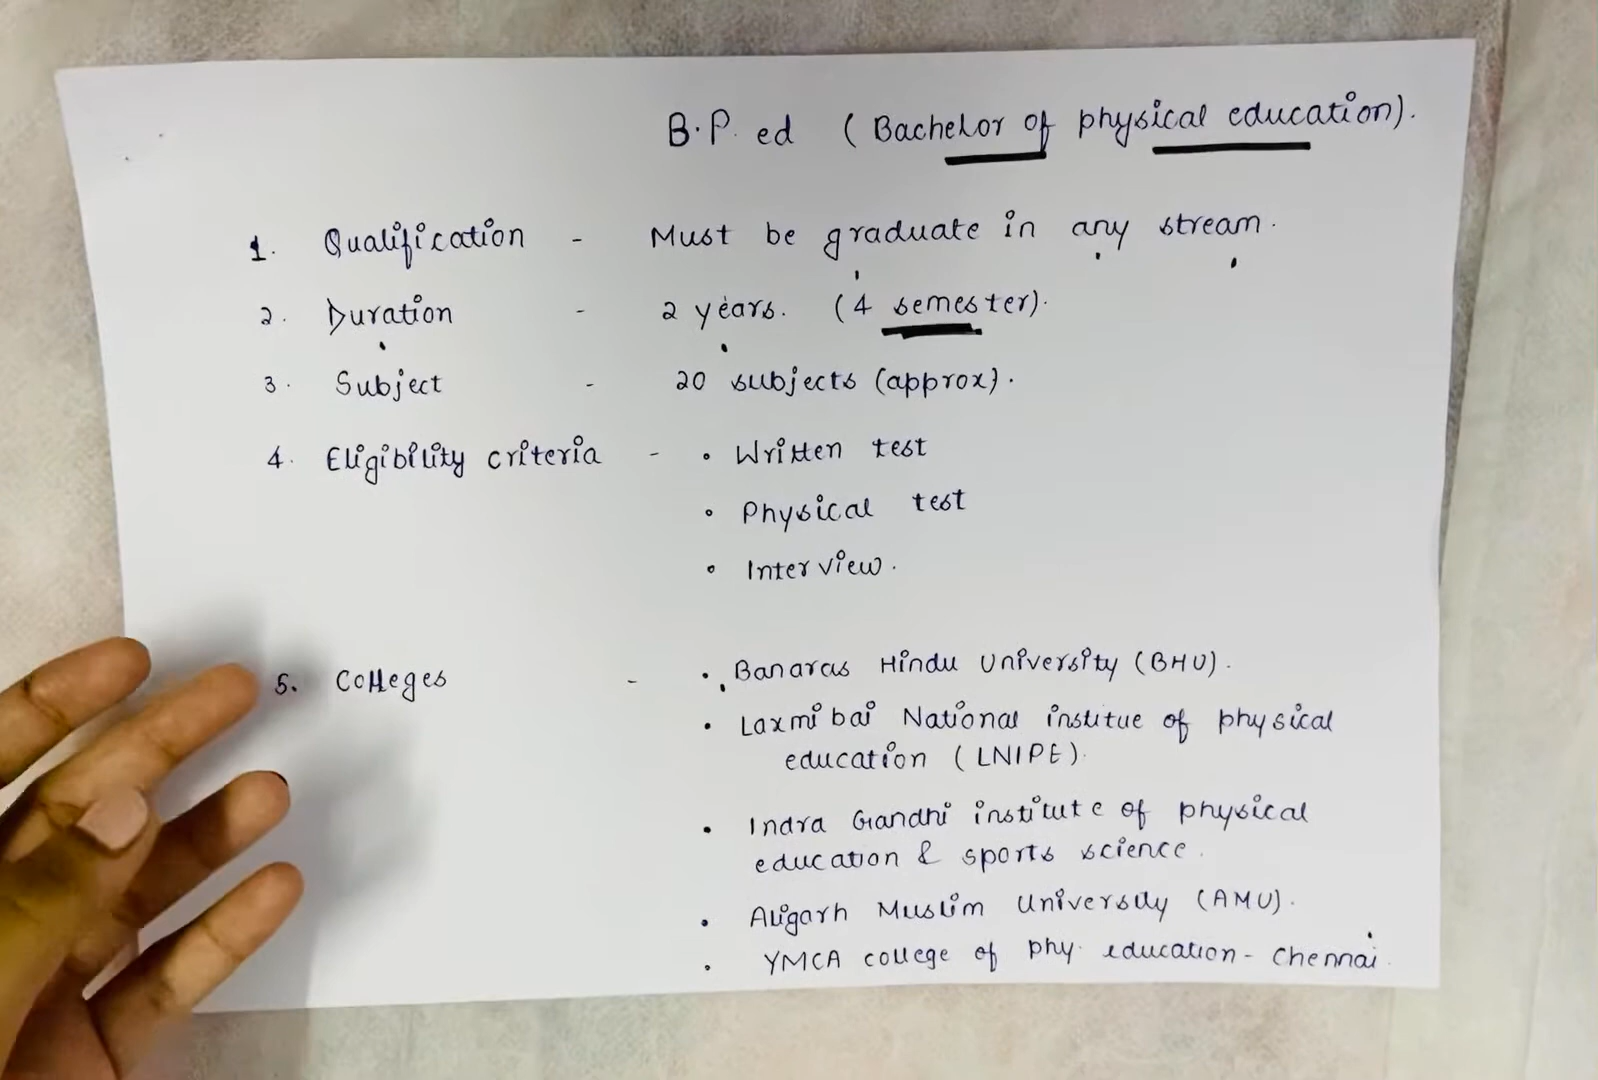 B.P. ed (Bachelor of physical education).
1. Qualification - Must be graduate in any stream.
2. Duration - 2 years. (4 semester).
3. Subject - 20 subjects (approx).
4. Eligibility criteria - • Written test
• Physical test
• Interview.
5. Colleges - • Banaras Hindu University (BHU).
• Laxmi bai National institue of physical
education (LNIPE).
• Indra Gandhi institute of physical
education & sports science.
• Aligarh Muslim University (AMU).
• YMCA college of phy. education - Chennai.